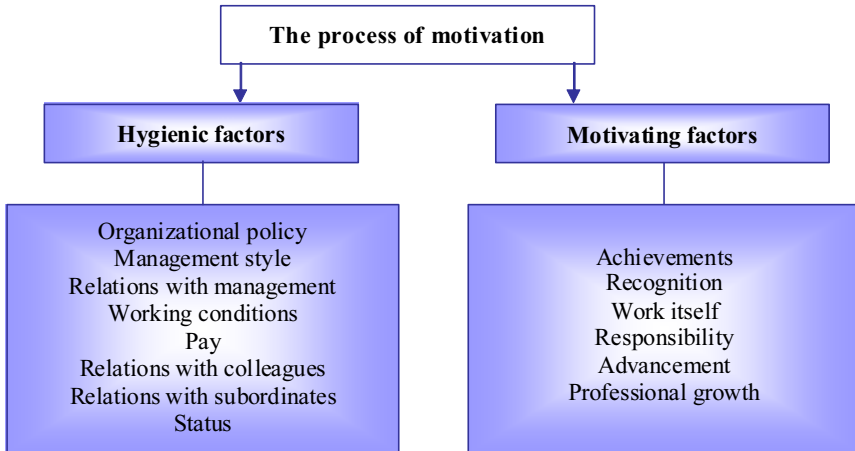 The process of motivation
Hygienic factors
Motivating factors
Organizational policy
Management style
Relations with management
Working conditions
Pay
Relations with colleagues
Relations with subordinates
Status
Achievements
Recognition
Work itself
Responsibility
Advancement
Professional growth